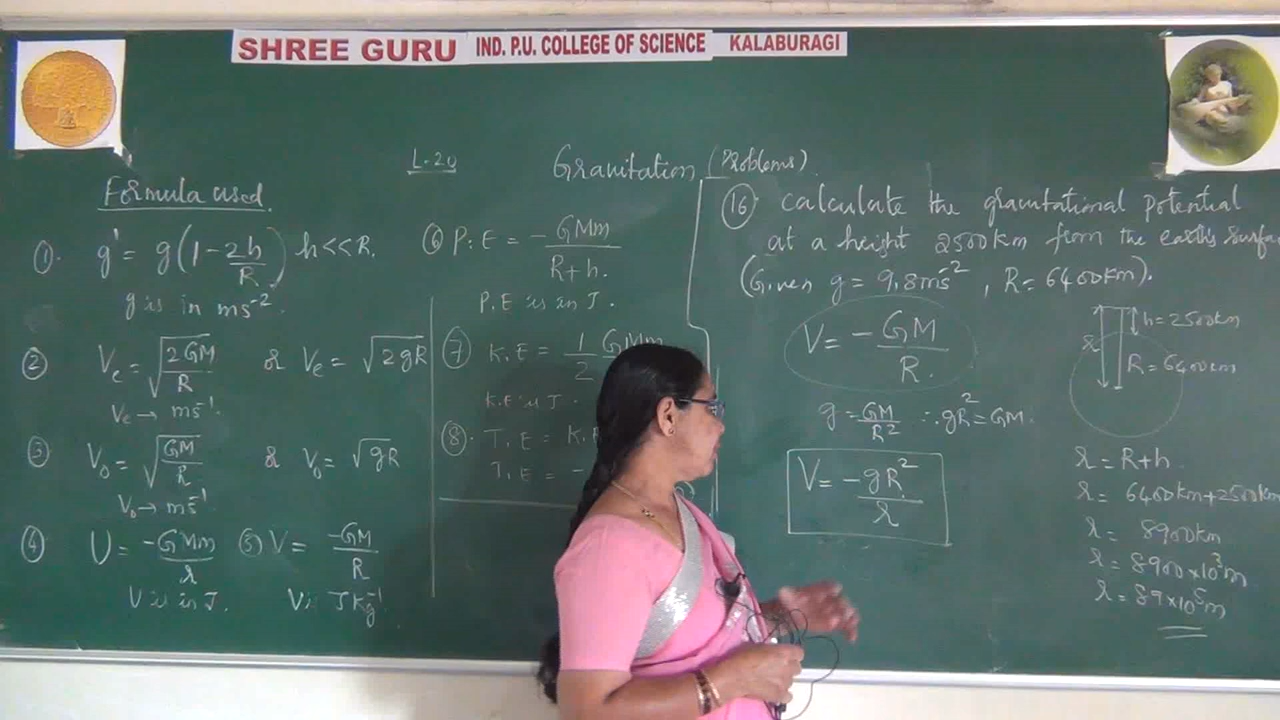 SHREE GURU IND. P.U. COLLEGE OF SCIENCE KALABURAGI
L-20
Gravitation (Problems).
Formula used.
①. g' = g(1-2h/R) h<<R.
g is in ms⁻².
② Vₑ = √(2GM/R) or Vₑ = √2gR
Vₑ → ms⁻¹.
③ V₀ = √(GM/R) or V₀ = √gR
V₀ → ms⁻¹
④ U = -GMm/r
U is in J.
⑤ V = -GM/R
V is JKg⁻¹.
⑥ P.E = -GMm/R+h.
P.E is in J.
⑦ K.E = 1/2 GMm
K.E is J.
⑧. T.E = K.
T.E = -
⑯. Calculate the gravitational potential
at a height 2500km from the earth's
(Given g = 9.8ms⁻², R = 6400km).
V = -GM/R.
g = GM/R² ∴ gR² = GM.
V = -gR²/r
h = 2500km
r
R = 6400km
r = R+h.
r = 6400km+2500km
r = 8900km
r = 8900×10³m
r = 89×10⁵m